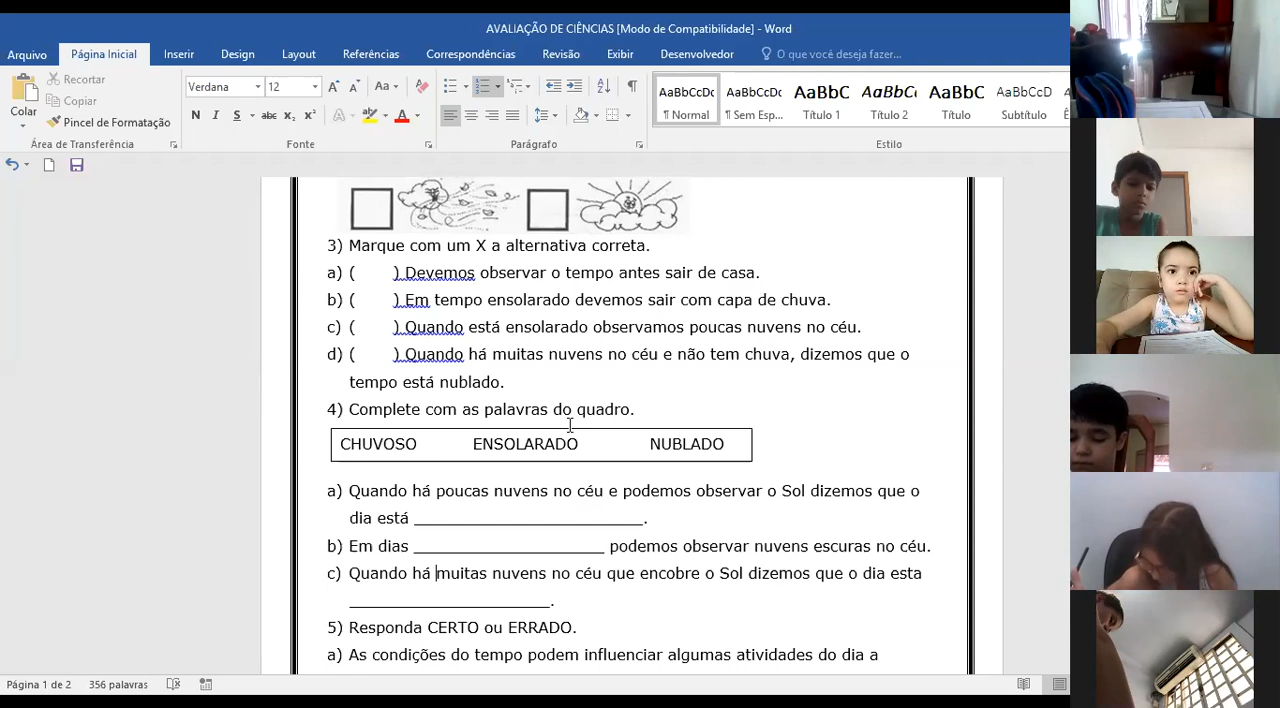 AVALIAÇÃO DE CIÊNCIAS [Modo de Compatibilidade] - Word
Arquivo Página Inicial Inserir Design Layout Referências Correspondências Revisão Exibir Desenvolvedor O que você deseja fazer...
Recortar
Copiar
Pincel de Formatação
Colar
Área de Transferência
Verdana 12
N I S abc x₂ x²
Fonte
Parágrafo
AaBbCcDc AaBbCcDc AaBbC AaBbCc AaBbC AaBbCcD
¶ Normal ¶ Sem Esp... Título 1 Título 2 Título Subtítulo
Estilo
3) Marque com um X a alternativa correta.
a) ( ) Devemos observar o tempo antes sair de casa.
b) ( ) Em tempo ensolarado devemos sair com capa de chuva.
c) ( ) Quando está ensolarado observamos poucas nuvens no céu.
d) ( ) Quando há muitas nuvens no céu e não tem chuva, dizemos que o
tempo está nublado.
4) Complete com as palavras do quadro.
CHUVOSO ENSOLARADO NUBLADO
a) Quando há poucas nuvens no céu e podemos observar o Sol dizemos que o
dia está _________________________.
b) Em dias _____________________ podemos observar nuvens escuras no céu.
c) Quando há muitas nuvens no céu que encobre o Sol dizemos que o dia esta
______________________.
5) Responda CERTO ou ERRADO.
a) As condições do tempo podem influenciar algumas atividades do dia a
Página 1 de 2 356 palavras